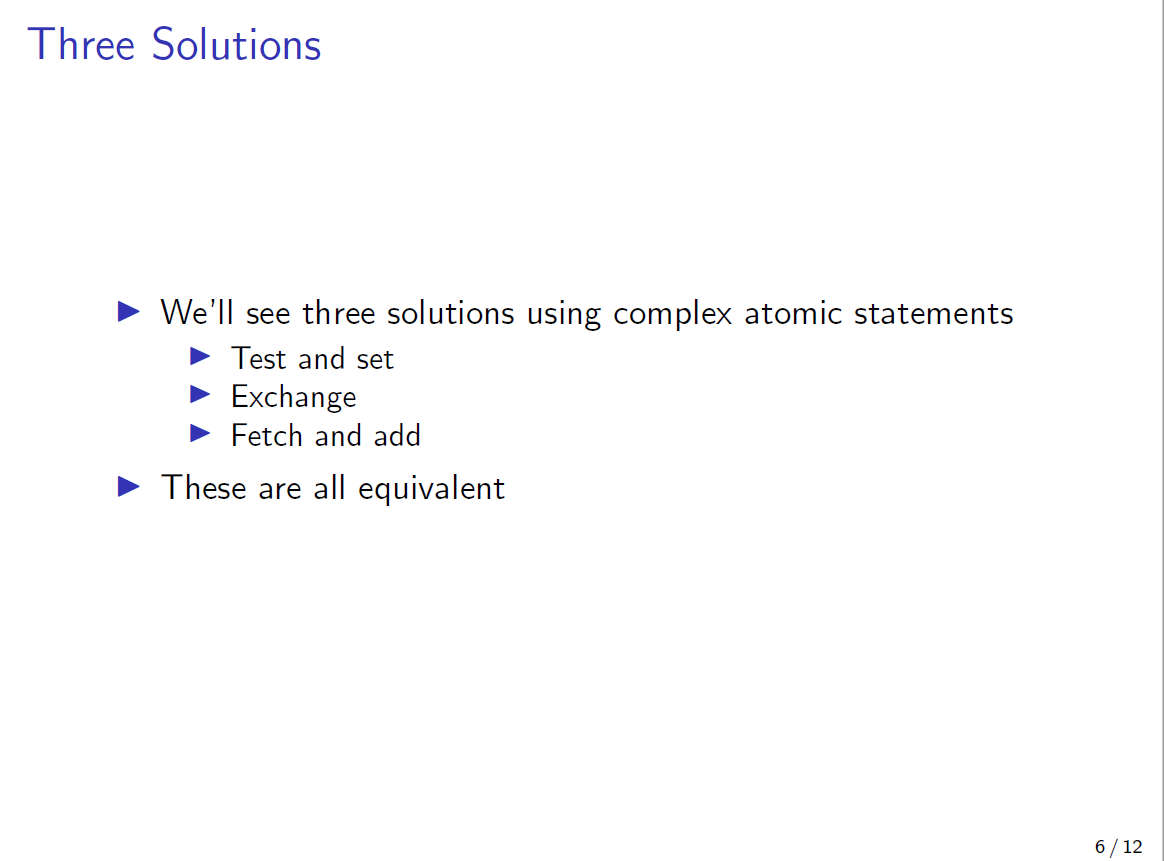 Three Solutions
We'll see three solutions using complex atomic statements
Test and set
Exchange
Fetch and add
These are all equivalent
6 / 12